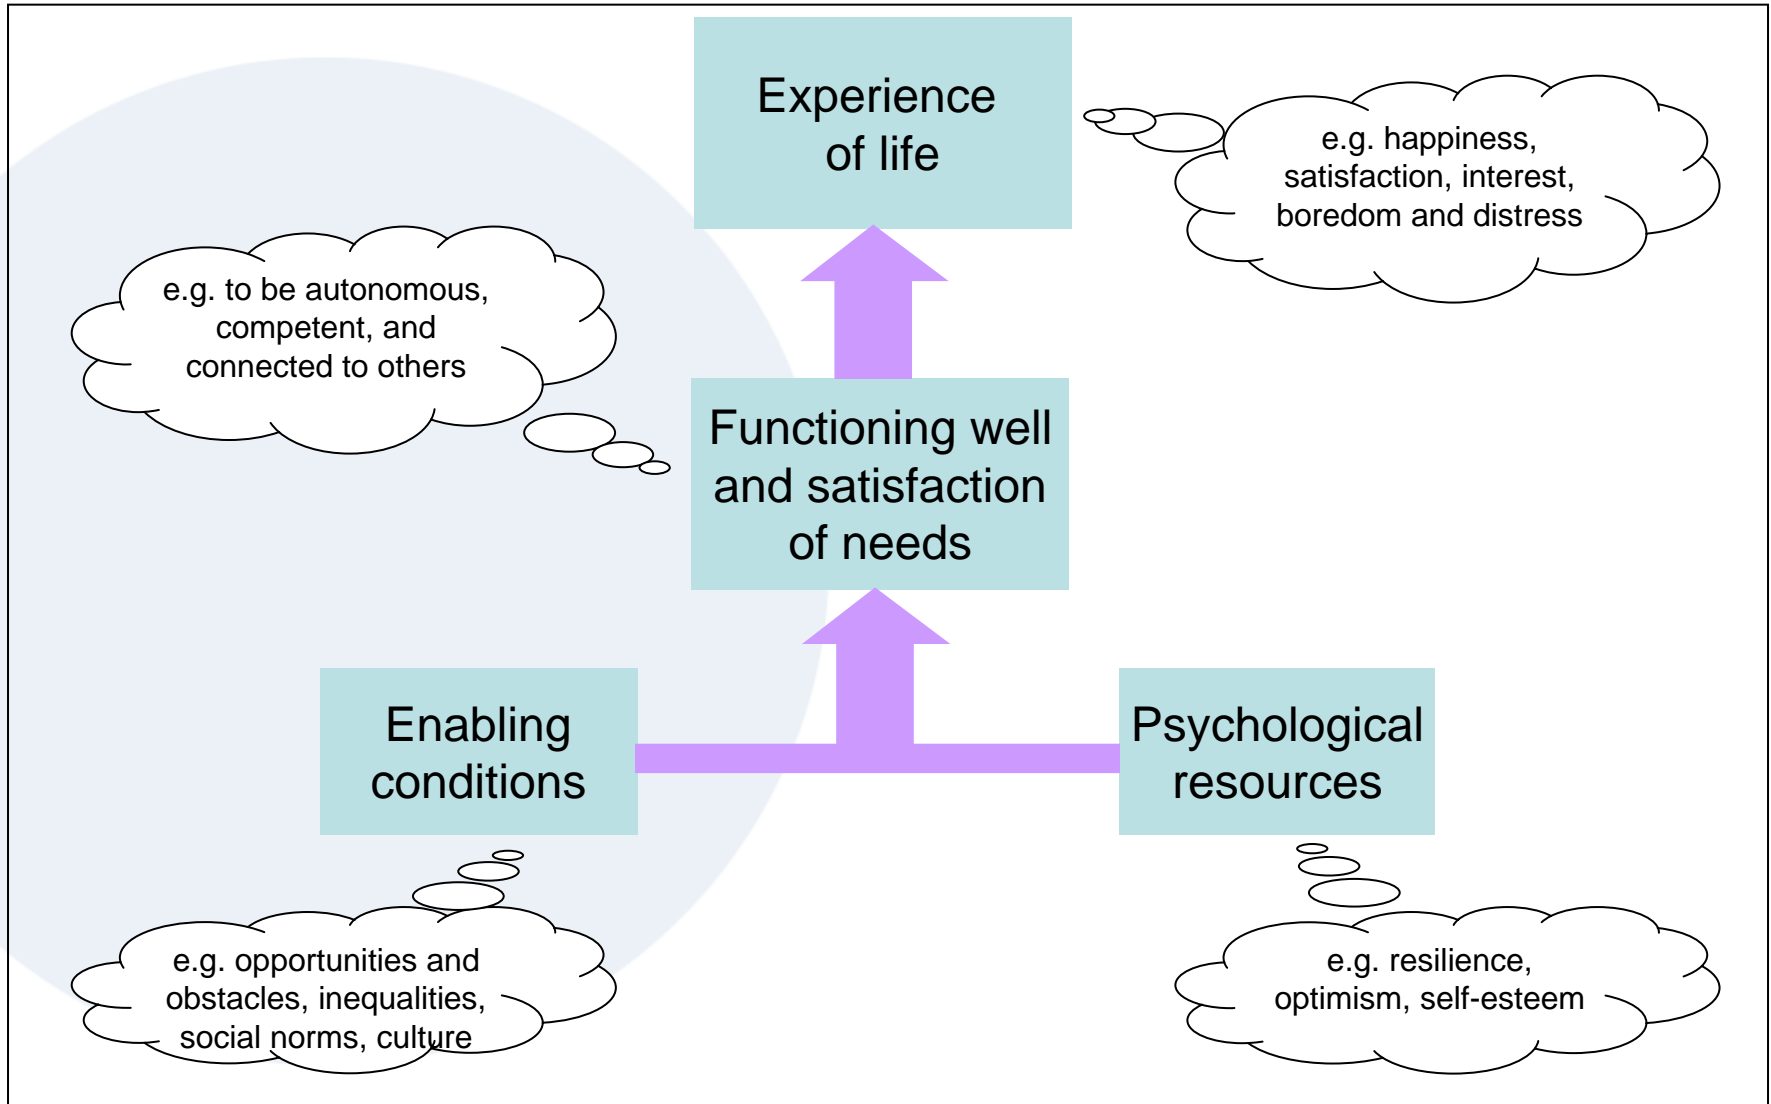 Experience
of life
e.g. happiness,
satisfaction, interest,
boredom and distress
e.g. to be autonomous,
competent, and
connected to others
Functioning well
and satisfaction
of needs
Enabling
conditions
Psychological
resources
e.g. opportunities and
obstacles, inequalities,
social norms, culture
e.g. resilience,
optimism, self-esteem